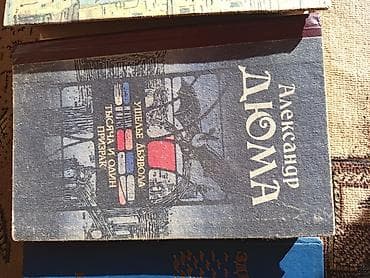 Александр
ДЮМА
УЩЕЛЬЕ ДЬЯВОЛА
ТЫСЯЧА И ОДИН
ПРИЗРАК